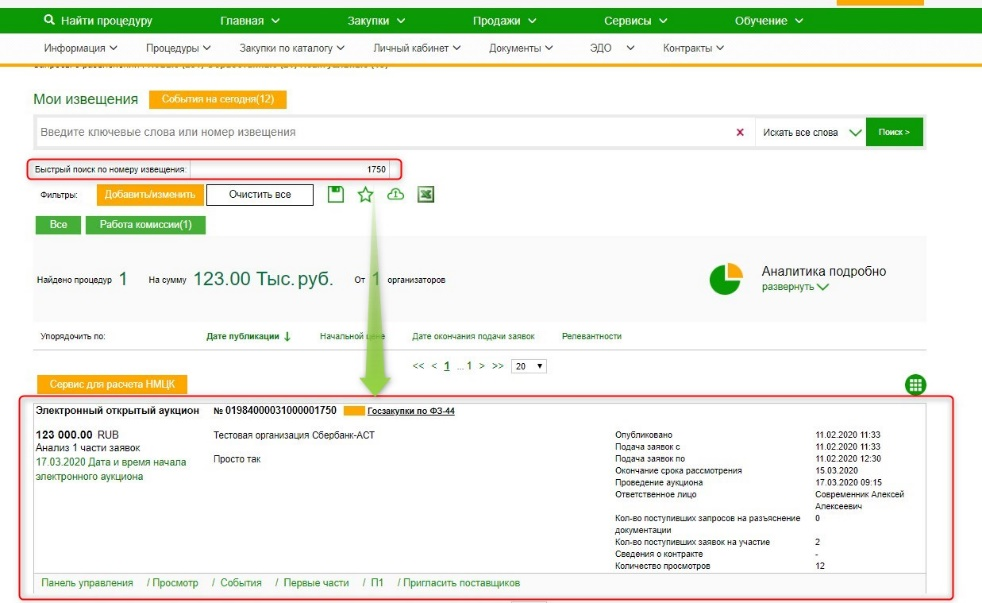 Найти процедуру Главная Закупки Продажи Сервисы Обучение
Информация Процедуры Закупки по каталогу Личный кабинет Документы ЭДО Контракты
Мои извещения События на сегодня(12)
Введите ключевые слова или номер извещения x Искать все слова Поиск >
Быстрый поиск по номеру извещения: 1750
Фильтры: Добавить/изменить Очистить все
Все Работа комиссии(1)
Найдено процедур 1 На сумму 123.00 Тыс. руб. От 1 организаторов
Аналитика подробно
развернуть
Упорядочить по: Дате публикации ↓ Начальной цене Дате окончания подачи заявок Релевантности
<< < 1 ...1 > >> 20
Сервис для расчета НМЦК
Электронный открытый аукцион № 01984000031000001750 Госзакупки по ФЗ-44
123 000.00 RUB
Анализ 1 части заявок
17.03.2020 Дата и время начала
электронного аукциона
Тестовая организация Сбербанк-АСТ
Просто так
Опубликовано 11.02.2020 11:33
Подача заявок с 11.02.2020 11:33
Подача заявок по 11.02.2020 12:30
Окончание срока рассмотрения 15.03.2020
Проведение аукциона 17.03.2020 09:15
Ответственное лицо Современник Алексей
Алексеевич
Кол-во поступивших запросов на разъяснение 0
документации
Кол-во поступивших заявок на участие 2
Сведения о контракте -
Количество просмотров 12
Панель управления / Просмотр / События / Первые части / П1 / Пригласить поставщиков